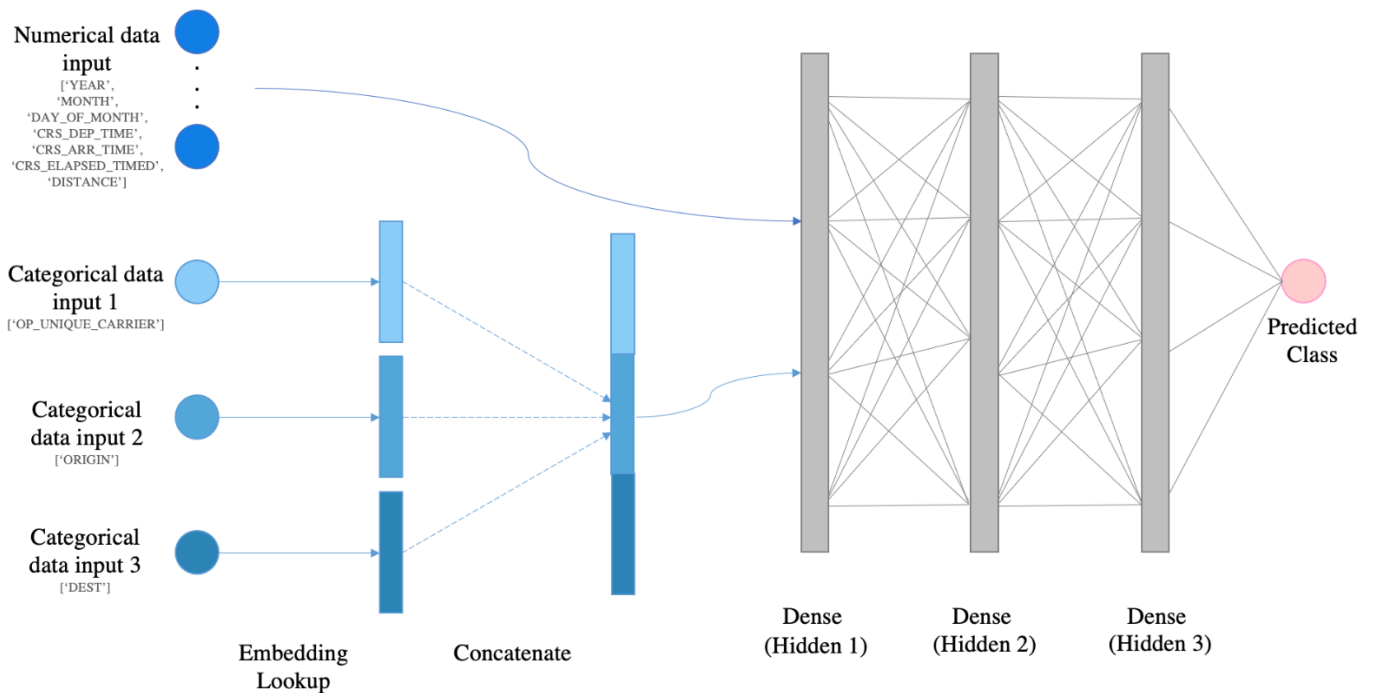 Numerical data
input
[‘YEAR’,
‘MONTH’,
‘DAY_OF_MONTH’,
‘CRS_DEP_TIME’,
‘CRS_ARR_TIME’,
‘CRS_ELAPSED_TIMED’,
‘DISTANCE’]
Categorical data
input 1
[‘OP_UNIQUE_CARRIER’]
Categorical
data input 2
[‘ORIGIN’]
Categorical
data input 3
[‘DEST’]
Embedding
Lookup
Concatenate
Dense
(Hidden 1)
Dense
(Hidden 2)
Dense
(Hidden 3)
Predicted
Class